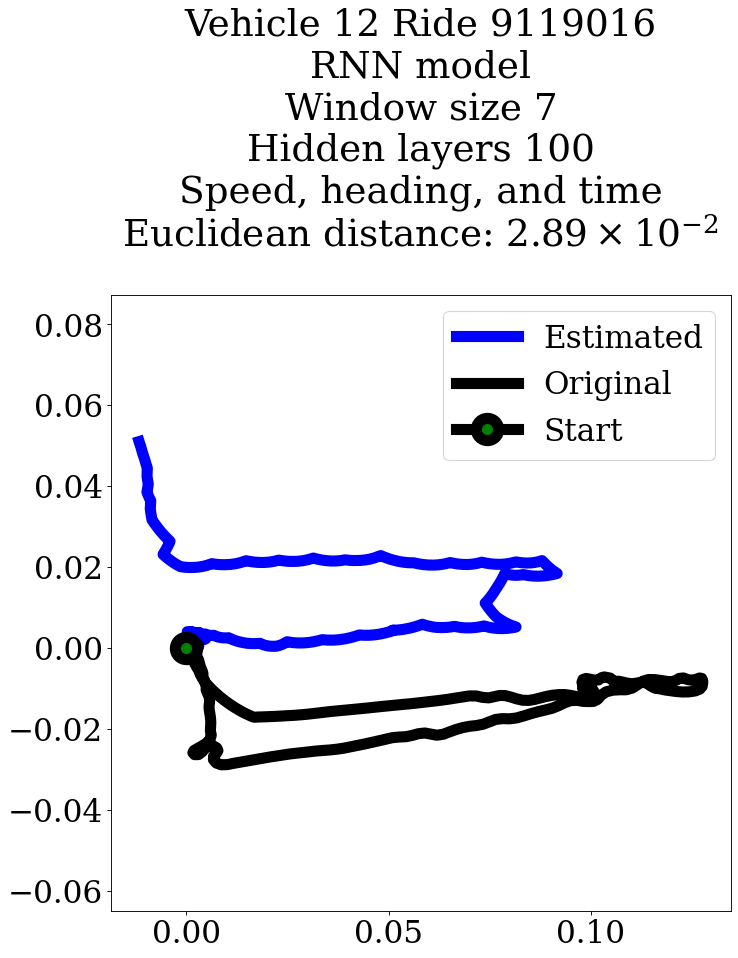 Vehicle 12 Ride 9119016
RNN model
Window size 7
Hidden layers 100
Speed, heading, and time
Euclidean distance: 2.89 × 10⁻²
Estimated
Original
Start
0.08
0.06
0.04
0.02
0.00
−0.02
−0.04
−0.06
0.00 0.05 0.10